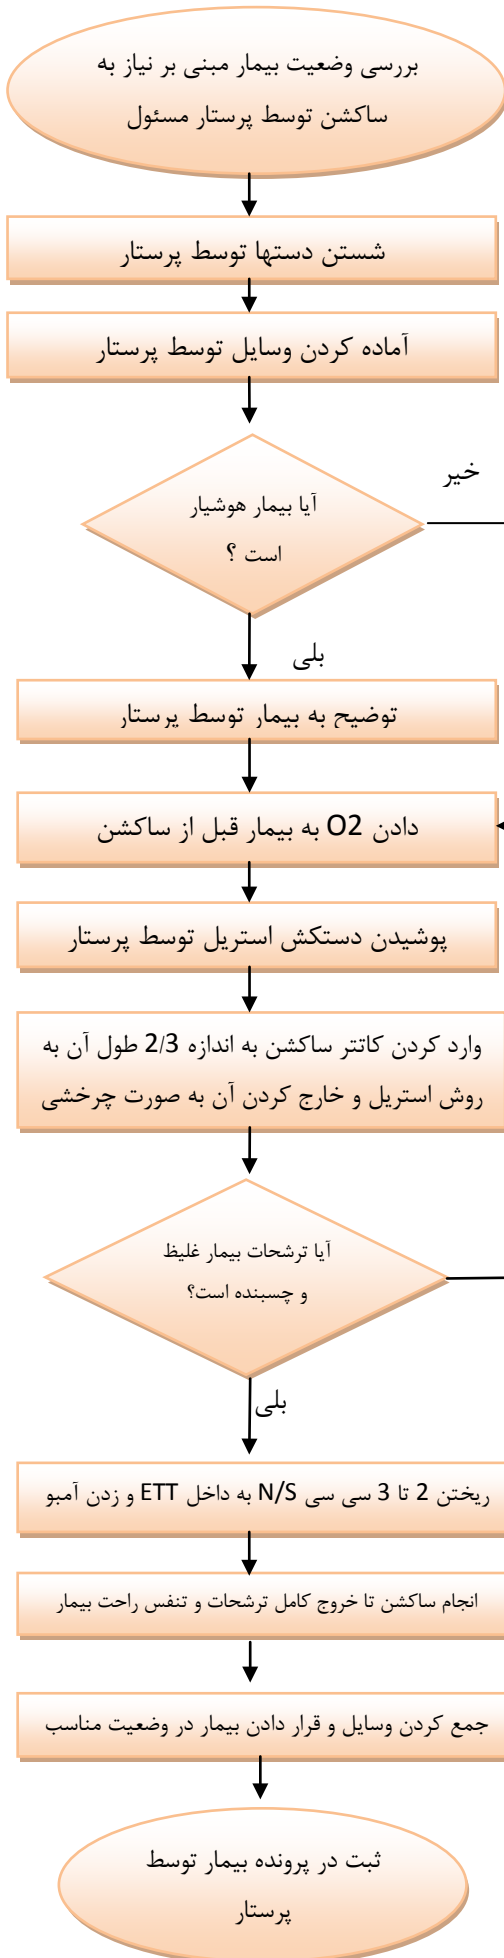 بررسی وضعیت بیمار مبنی بر نیاز به
ساکشن توسط پرستار مسئول
شستن دستها توسط پرستار
آماده کردن وسایل توسط پرستار
آیا بیمار هوشیار
است ؟
خیر
بلی
توضیح به بیمار توسط پرستار
دادن O2 به بیمار قبل از ساکشن
پوشیدن دستکش استریل توسط پرستار
وارد کردن کاتتر ساکشن به اندازه 2/3 طول آن به
روش استریل و خارج کردن آن به صورت چرخشی
آیا ترشحات بیمار غلیظ
و چسبنده است؟
بلی
ریختن 2 تا 3 سی سی N/S به داخل ETT و زدن آمبو
انجام ساکشن تا خروج کامل ترشحات و تنفس راحت بیمار
جمع کردن وسایل و قرار دادن بیمار در وضعیت مناسب
ثبت در پرونده بیمار توسط
پرستار